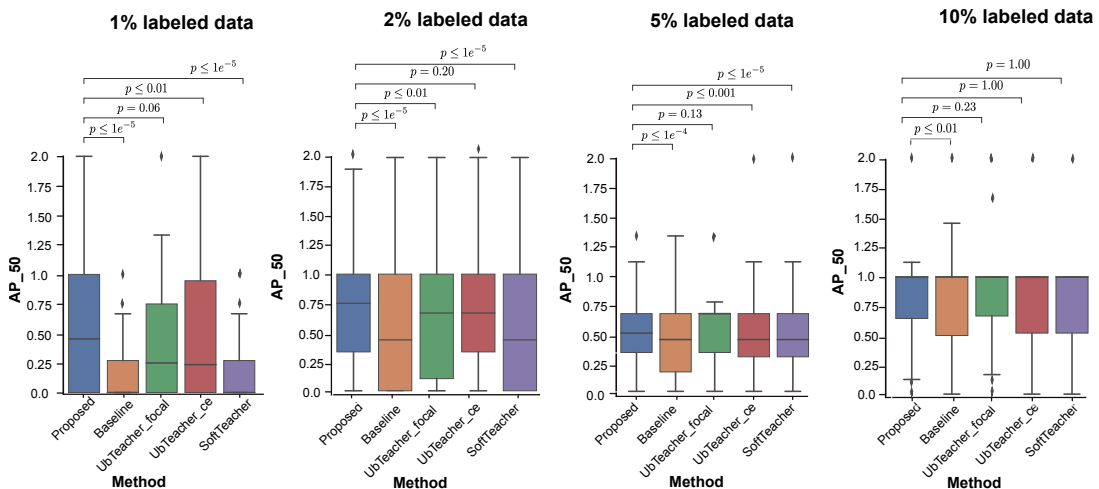 1% labeled data
p ≤ 1e⁻⁵
p ≤ 0.01
p = 0.06
p ≤ 1e⁻⁵
2.0
1.75
1.50
1.25
1.0
0.75
0.50
0.25
0.0
AP_50
Proposed
Baseline
UbTeacher_focal
UbTeacher_ce
SoftTeacher
Method
2% labeled data
p ≤ 1e⁻⁵
p = 0.20
p ≤ 0.01
p ≤ 1e⁻⁵
2.0
1.75
1.50
1.25
1.0
0.75
0.50
0.25
0.0
AP_50
Proposed
Baseline
UbTeacher_focal
UbTeacher_ce
SoftTeacher
Method
5% labeled data
p ≤ 1e⁻⁵
p ≤ 0.001
p = 0.13
p ≤ 1e⁻⁴
2.0
1.75
1.50
1.25
1.0
0.75
0.50
0.25
0.0
AP_50
Proposed
Baseline
UbTeacher_focal
UbTeacher_ce
SoftTeacher
Method
10% labeled data
p = 1.00
p = 1.00
p = 0.23
p ≤ 0.01
2.0
1.75
1.50
1.25
1.0
0.75
0.50
0.25
0.0
AP_50
Proposed
Baseline
UbTeacher_focal
UbTeacher_ce
SoftTeacher
Method